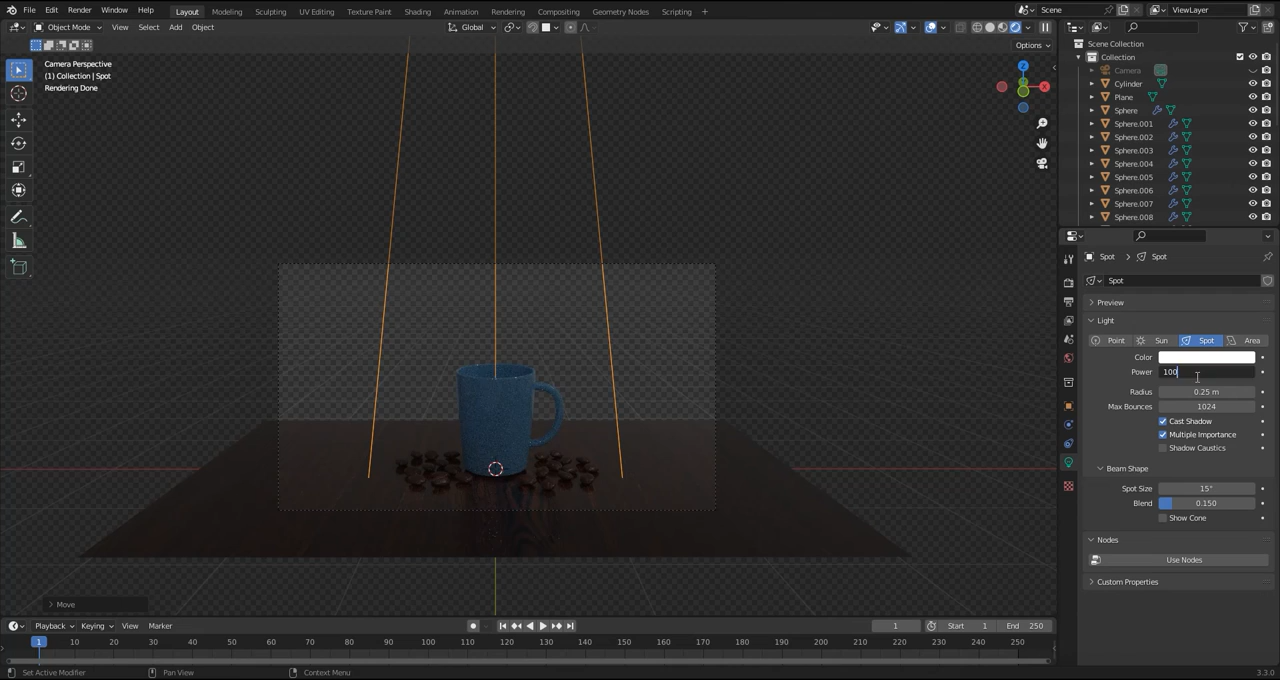 File Edit Render Window Help Layout Modeling Sculpting UV Editing Texture Paint Shading Animation Rendering Compositing Geometry Nodes Scripting + Scene ViewLayer
Object Mode View Select Add Object Global Options
Camera Perspective
(1) Collection | Spot
Rendering Done
Scene Collection
Collection
Camera
Cylinder
Plane
Sphere
Sphere.001
Sphere.002
Sphere.003
Sphere.004
Sphere.005
Sphere.006
Sphere.007
Sphere.008
Z
X
Spot > Spot
Spot
Preview
Light
Point Sun Spot Area
Color
Power 100
Radius 0.25 m
Max Bounces 1024
Cast Shadow
Multiple Importance
Shadow Caustics
Beam Shape
Spot Size 15°
Blend 0.150
Show Cone
Nodes
Use Nodes
Custom Properties
> Move
Playback Keying View Marker 1 Start 1 End 250
1 10 20 30 40 50 60 70 80 90 100 110 120 130 140 150 160 170 180 190 200 210 220 230 240 250
Set Active Modifier Pan View Context Menu 3.3.0